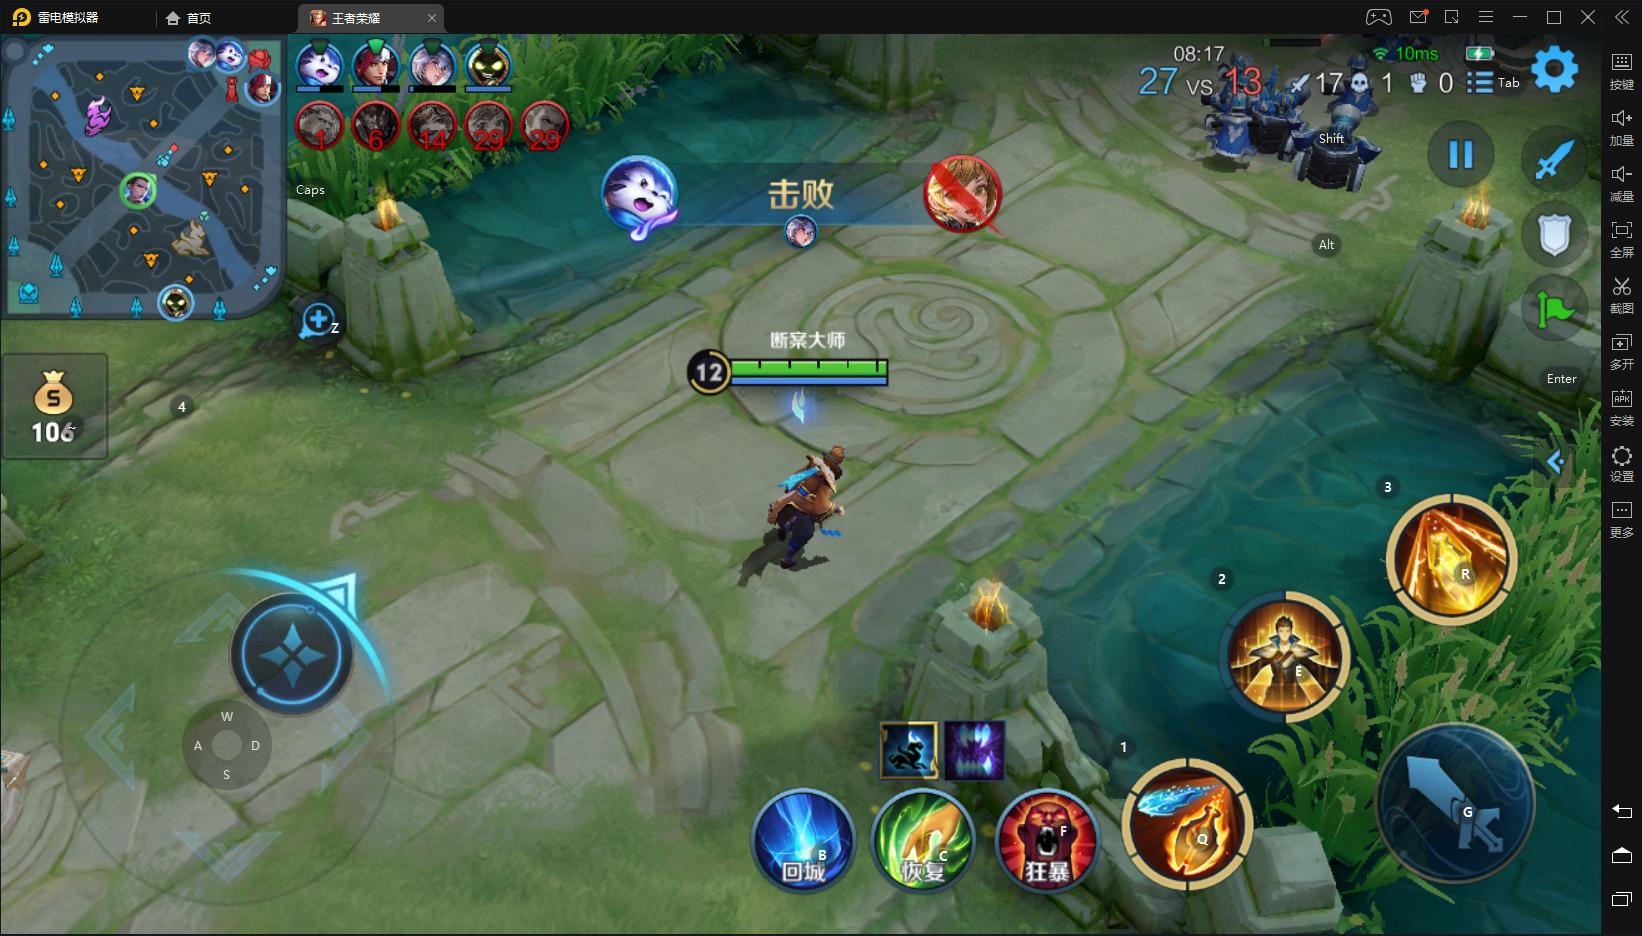 雷电模拟器
首页
王者荣耀
08:17
10ms
27 vs 13
17 1 0
Tab
1 6 14 29 29
Caps
Shift
击败
Alt
Z
断案大师
12
Enter
106
4
3
R
2
E
W
A D
S
1
G
Q
B
回城
C
恢复
F
狂暴
按键
加量
减量
全屏
截图
多开
APK
安装
设置
更多